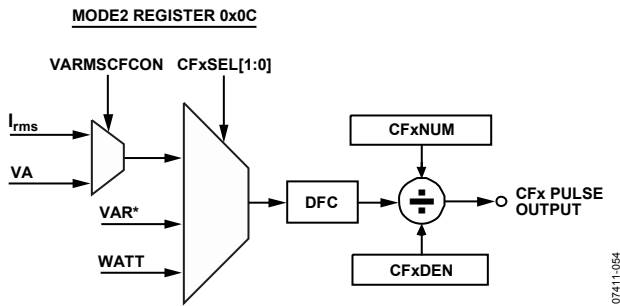 MODE2 REGISTER 0x0C
VARMSCFCON
CFxSEL[1:0]
Irms
VA
VAR*
WATT
DFC
CFxNUM
÷
CFxDEN
CFx PULSE
OUTPUT
07411-054